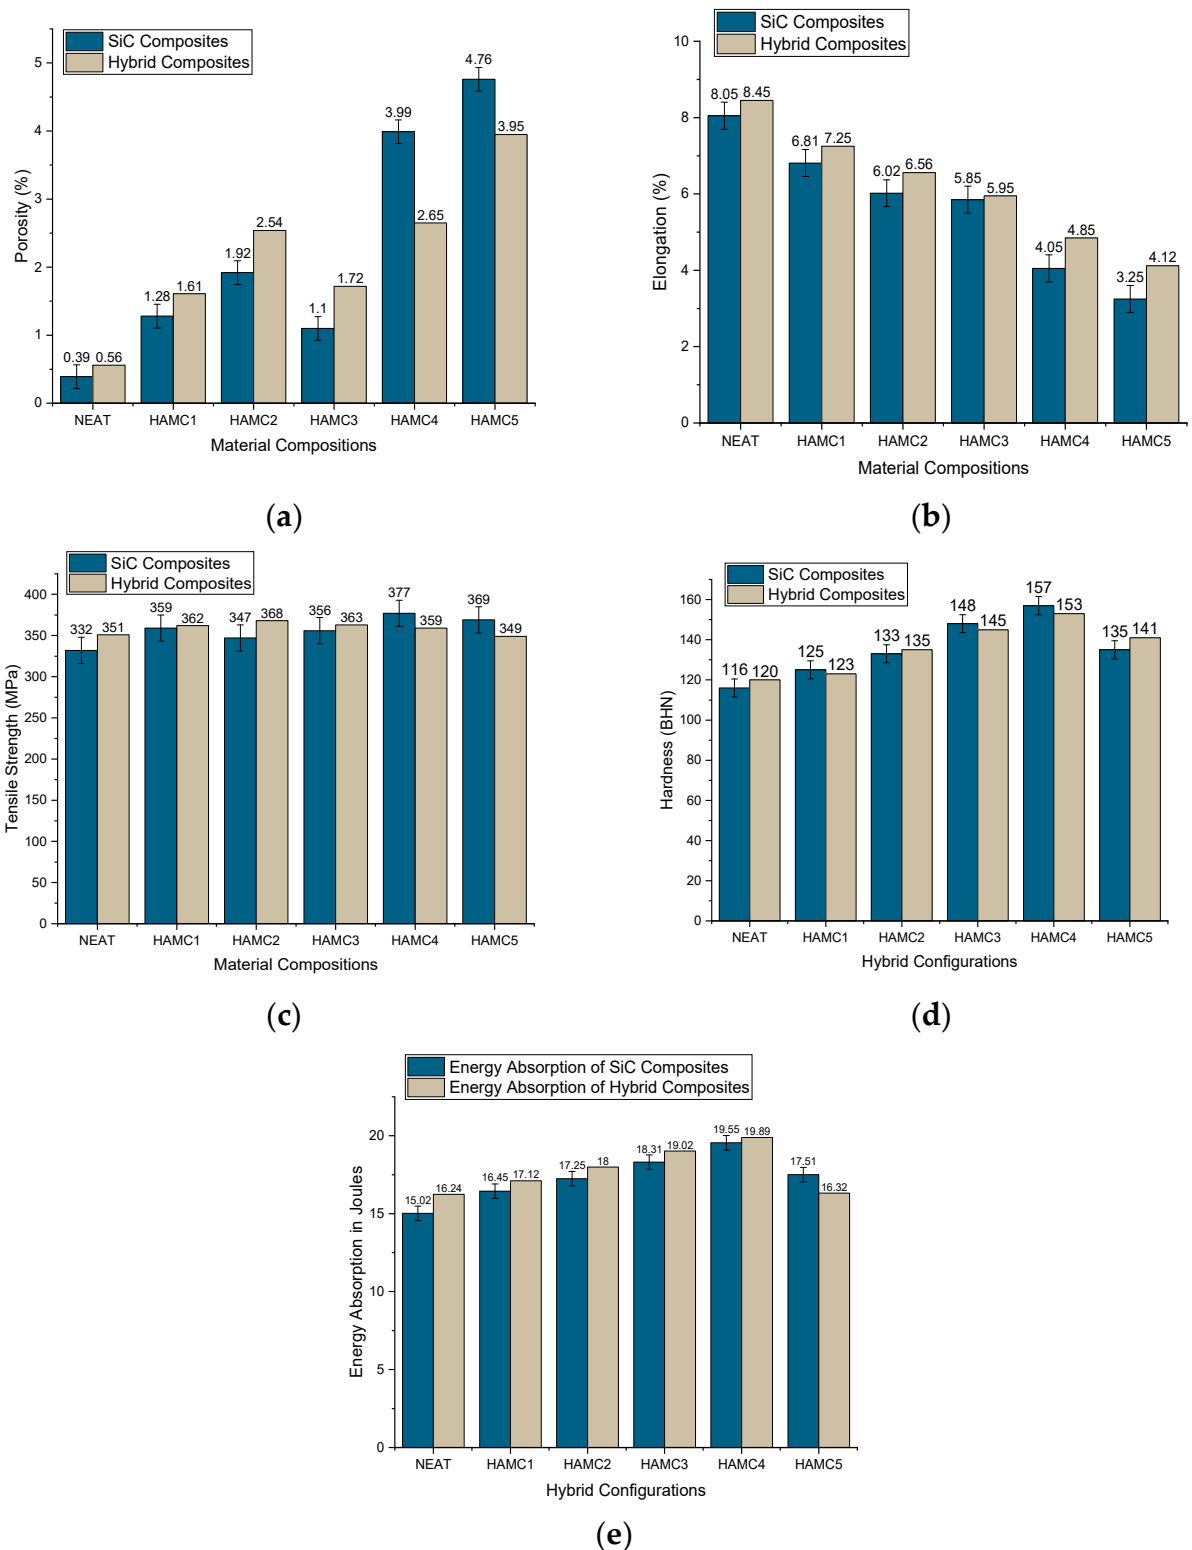 SiC Composites
Hybrid Composites
Porosity (%)
5
4
3
2
1
0
0.39 0.56
1.28 1.61
1.92 2.54
1.1 1.72
3.99 2.65
4.76 3.95
NEAT HAMC1 HAMC2 HAMC3 HAMC4 HAMC5
Material Compositions
(a)
SiC Composites
Hybrid Composites
Elongation (%)
10
8
6
4
2
0
8.05 8.45
6.81 7.25
6.02 6.56
5.85 5.95
4.05 4.85
3.25 4.12
NEAT HAMC1 HAMC2 HAMC3 HAMC4 HAMC5
Material Compositions
(b)
SiC Composites
Hybrid Composites
Tensile Strength (MPa)
400
350
300
250
200
150
100
50
0
332 351
359 362
347 368
356 363
377 359
369 349
NEAT HAMC1 HAMC2 HAMC3 HAMC4 HAMC5
Material Compositions
(c)
SiC Composites
Hybrid Composites
Hardness (BHN)
160
140
120
100
80
60
40
20
0
116 120
125 123
133 135
148 145
157 153
135 141
NEAT HAMC1 HAMC2 HAMC3 HAMC4 HAMC5
Hybrid Configurations
(d)
Energy Absorption of SiC Composites
Energy Absorption of Hybrid Composites
Energy Absorption in Joules
20
15
10
5
0
15.02 16.24
16.45 17.12
17.25 18
18.31 19.02
19.55 19.89
17.51 16.32
NEAT HAMC1 HAMC2 HAMC3 HAMC4 HAMC5
Hybrid Configurations
(e)